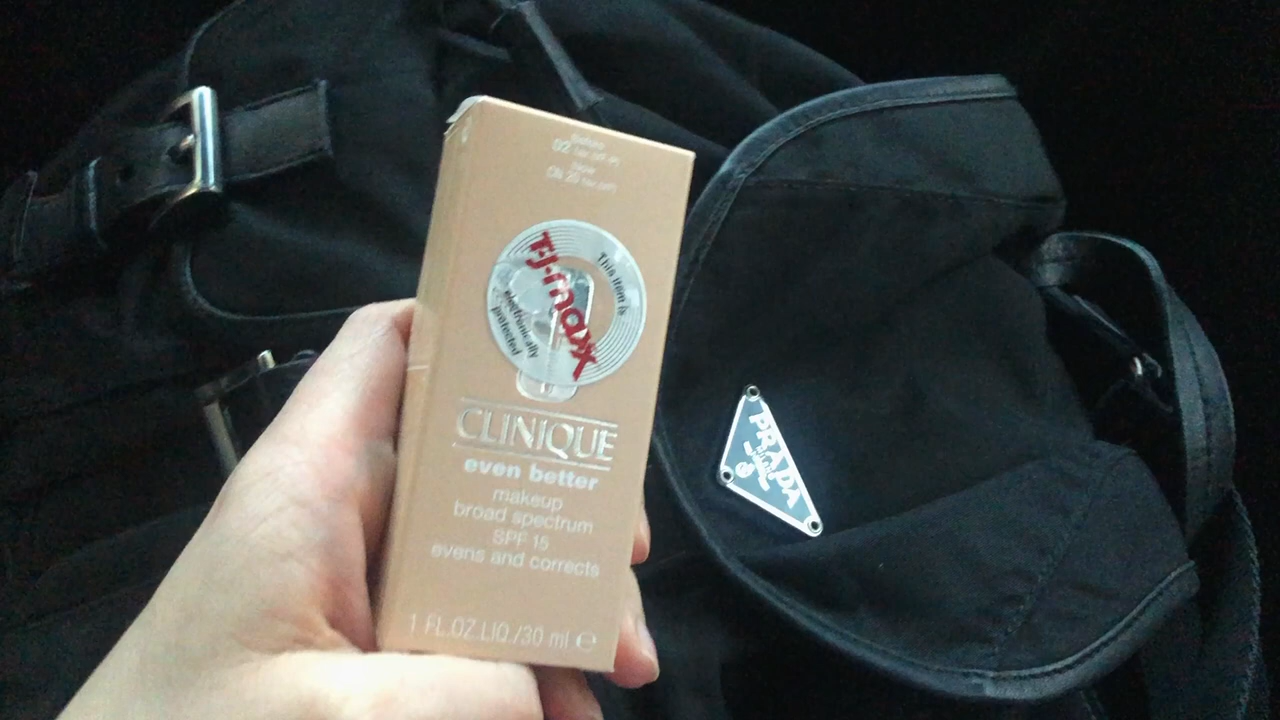 T·J·maxx
This item is
electronically
protected
CLINIQUE
even better
makeup
broad spectrum
SPF 15
evens and corrects
1 FL.OZ.LIQ./30 ml e
PRADA